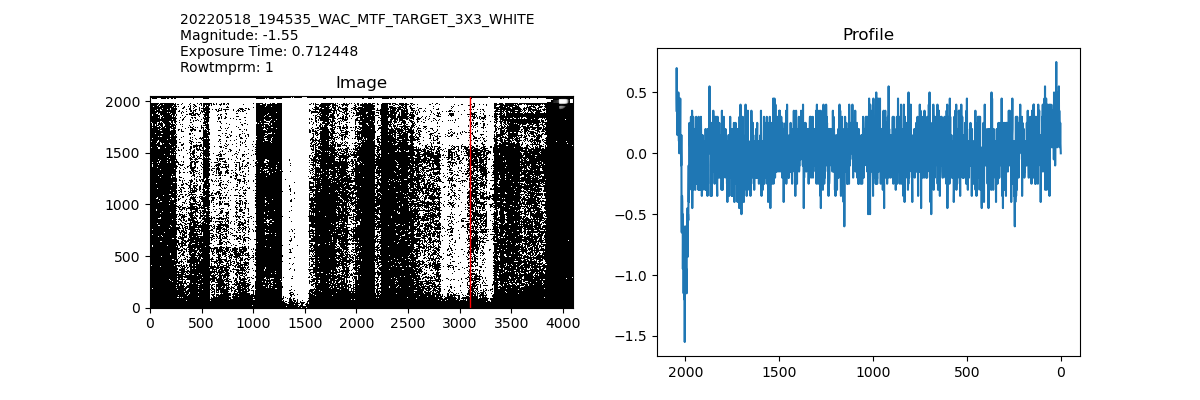 20220518_194535_WAC_MTF_TARGET_3X3_WHITE
Magnitude: -1.55
Exposure Time: 0.712448
Rowtmprm: 1
Image
2000
1500
1000
500
0
0 500 1000 1500 2000 2500 3000 3500 4000
Profile
0.5
0.0
−0.5
−1.0
−1.5
2000 1500 1000 500 0